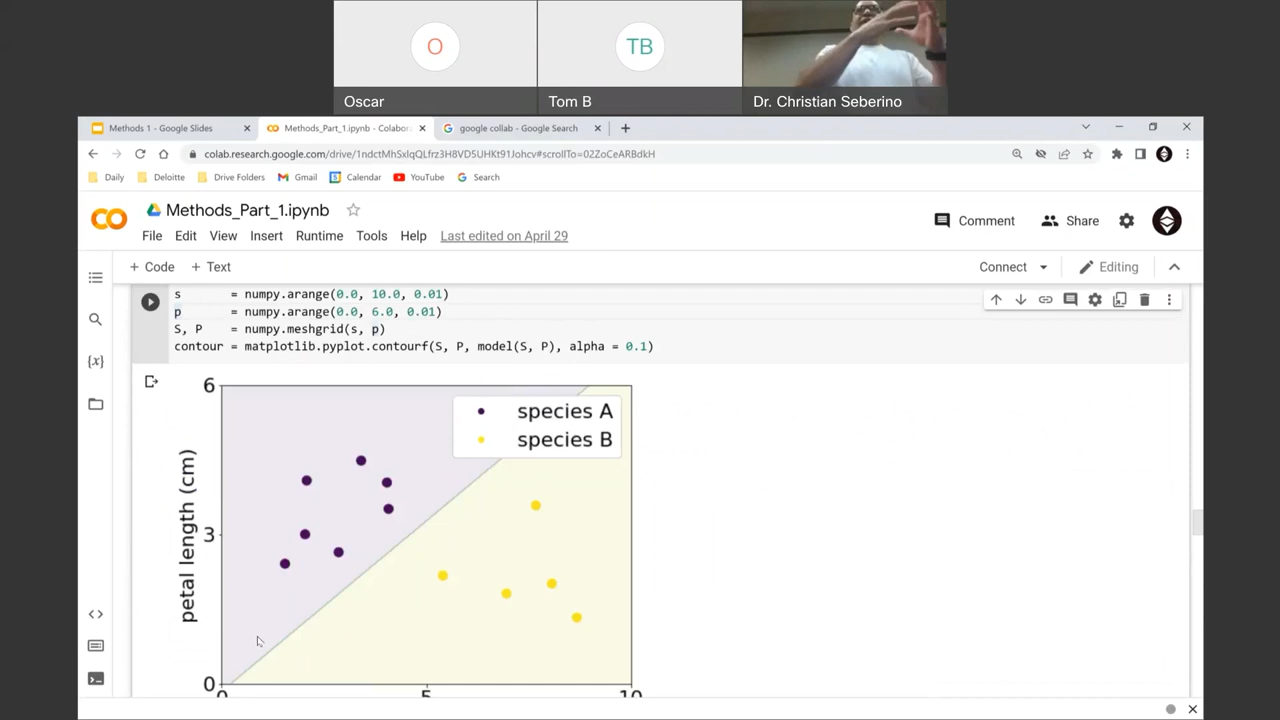 O
TB
Oscar
Tom B
Dr. Christian Seberino
Methods 1 - Google Slides
Methods_Part_1.ipynb - Colabora
google collab - Google Search
colab.research.google.com/drive/1ndctMhSxlqQLfrz3H8VD5UHKt91Johcv#scrollTo=02ZoCeARBdkH
Daily
Deloitte
Drive Folders
Gmail
Calendar
YouTube
Search
Methods_Part_1.ipynb
Comment
Share
File Edit View Insert Runtime Tools Help Last edited on April 29
+ Code + Text
Connect
Editing
s = numpy.arange(0.0, 10.0, 0.01)
p = numpy.arange(0.0, 6.0, 0.01)
S, P = numpy.meshgrid(s, p)
contour = matplotlib.pyplot.contourf(S, P, model(S, P), alpha = 0.1)
{x}
6
species A
species B
petal length (cm)
3
0
0 5 10